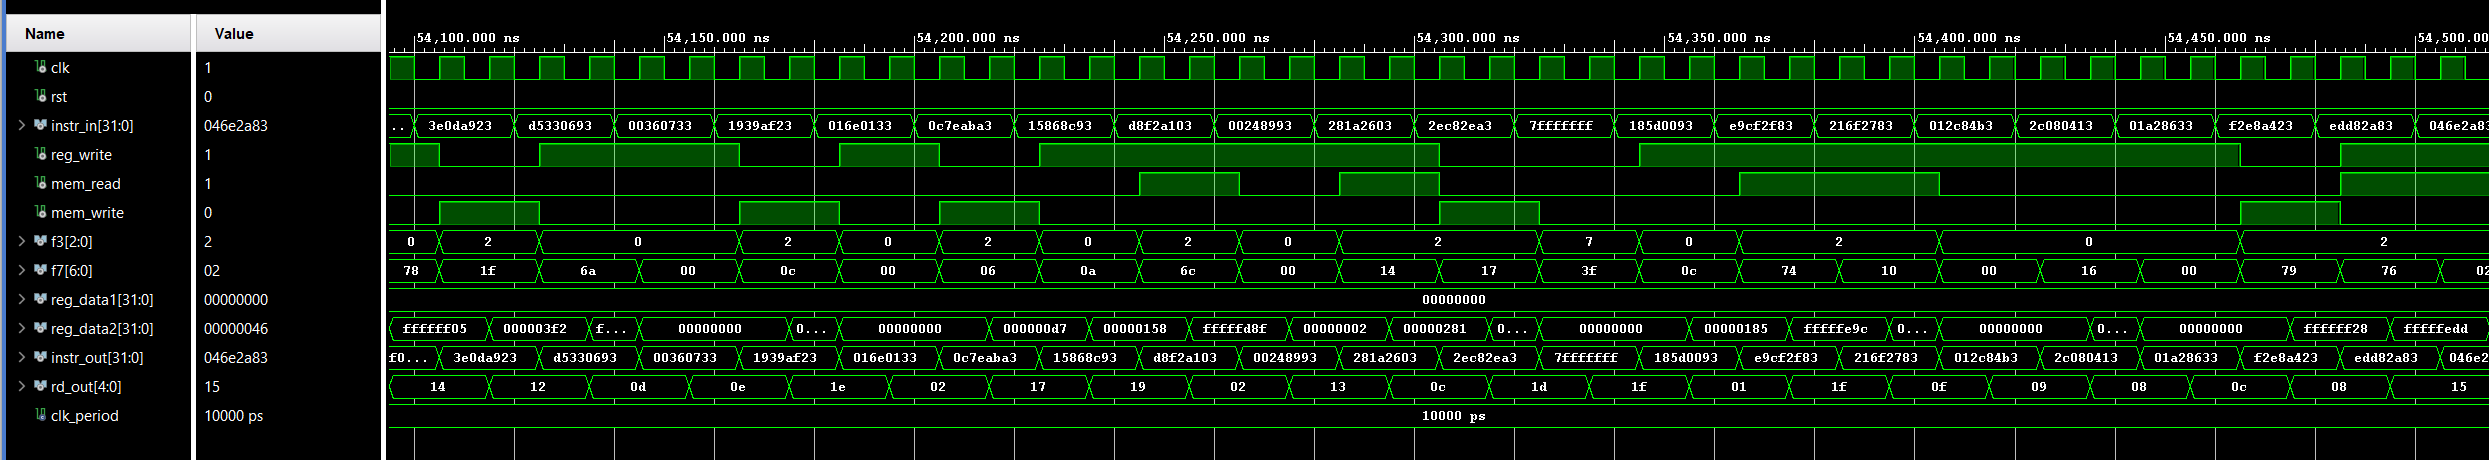 Name Value
54,100.000 ns 54,150.000 ns 54,200.000 ns 54,250.000 ns 54,300.000 ns 54,350.000 ns 54,400.000 ns 54,450.000 ns 54,500.00
clk 1
rst 0
instr_in[31:0] 046e2a83 .. 3e0da923 d5330693 00360733 1939af23 016e0133 0c7eaba3 15868c93 d8f2a103 00248993 281a2603 2ec82ea3 7fffffff 185d0093 e9cf2f83 216f2783 012c84b3 2c080413 01a28633 f2e8a423 edd82a83 046e2a83
reg_write 1
mem_read 1
mem_write 0
f3[2:0] 2 0 2 0 2 0 2 0 2 0 2 7 0 2 0 2
f7[6:0] 02 78 1f 6a 00 0c 00 06 0a 6c 00 14 17 3f 0c 74 10 00 16 00 79 76 02
reg_data1[31:0] 00000000 00000000
reg_data2[31:0] 00000046 ffffff05 000003f2 f... 00000000 0... 00000000 000000d7 00000158 fffffd8f 00000002 00000281 0... 00000000 00000185 fffffe9c 0... 00000000 0... 00000000 ffffff28 fffffedd
instr_out[31:0] 046e2a83 f0... 3e0da923 d5330693 00360733 1939af23 016e0133 0c7eaba3 15868c93 d8f2a103 00248993 281a2603 2ec82ea3 7fffffff 185d0093 e9cf2f83 216f2783 012c84b3 2c080413 01a28633 f2e8a423 edd82a83 046e2
rd_out[4:0] 15 14 12 0d 0e 1e 02 17 19 02 13 0c 1d 1f 01 1f 0f 09 08 0c 08 15
clk_period 10000 ps 10000 ps